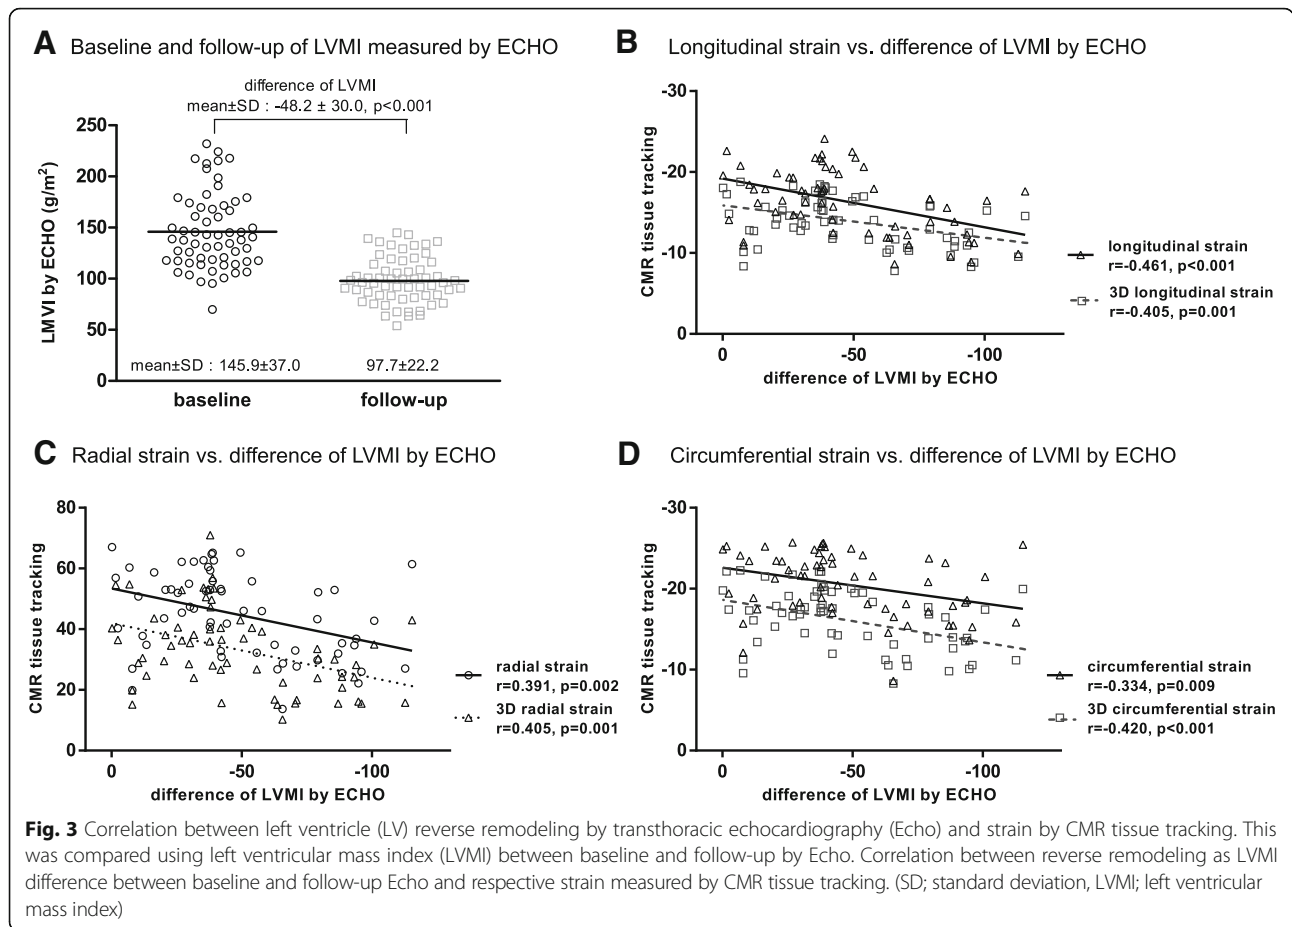 A Baseline and follow-up of LVMI measured by ECHO
difference of LVMI
mean±SD : -48.2 ± 30.0, p<0.001
LMVI by ECHO (g/m²)
250
200
150
100
50
0
mean±SD : 145.9±37.0
97.7±22.2
baseline
follow-up
B Longitudinal strain vs. difference of LVMI by ECHO
CMR tissue tracking
-30
-20
-10
0
0
-50
-100
difference of LVMI by ECHO
longitudinal strain
r=-0.461, p<0.001
3D longitudinal strain
r=-0.405, p=0.001
C Radial strain vs. difference of LVMI by ECHO
CMR tissue tracking
80
60
40
20
0
0
-50
-100
difference of LVMI by ECHO
radial strain
r=0.391, p=0.002
3D radial strain
r=0.405, p=0.001
D Circumferential strain vs. difference of LVMI by ECHO
CMR tissue tracking
-30
-20
-10
0
0
-50
-100
difference of LVMI by ECHO
circumferential strain
r=-0.334, p=0.009
3D circumferential strain
r=-0.420, p<0.001
Fig. 3 Correlation between left ventricle (LV) reverse remodeling by transthoracic echocardiography (Echo) and strain by CMR tissue tracking. This
was compared using left ventricular mass index (LVMI) between baseline and follow-up by Echo. Correlation between reverse remodeling as LVMI
difference between baseline and follow-up Echo and respective strain measured by CMR tissue tracking. (SD; standard deviation, LVMI; left ventricular
mass index)